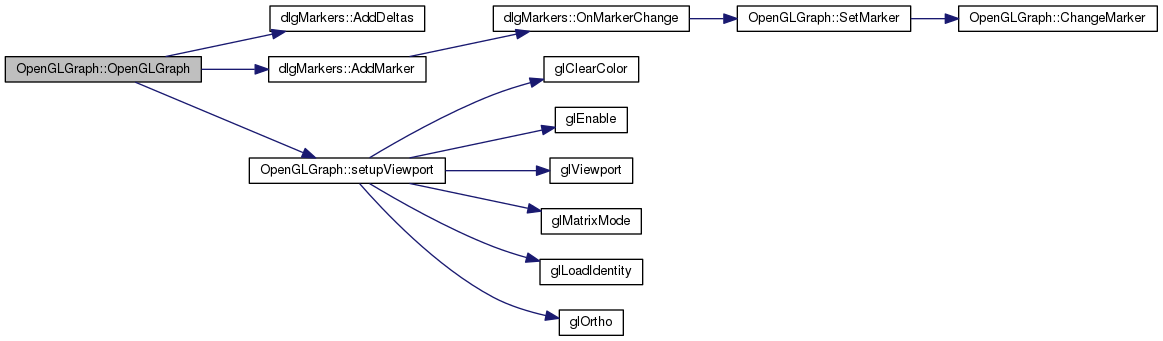 dlgMarkers::AddDeltas
dlgMarkers::OnMarkerChange
OpenGLGraph::SetMarker
OpenGLGraph::ChangeMarker
OpenGLGraph::OpenGLGraph
dlgMarkers::AddMarker
glClearColor
glEnable
OpenGLGraph::setupViewport
glViewport
glMatrixMode
glLoadIdentity
glOrtho